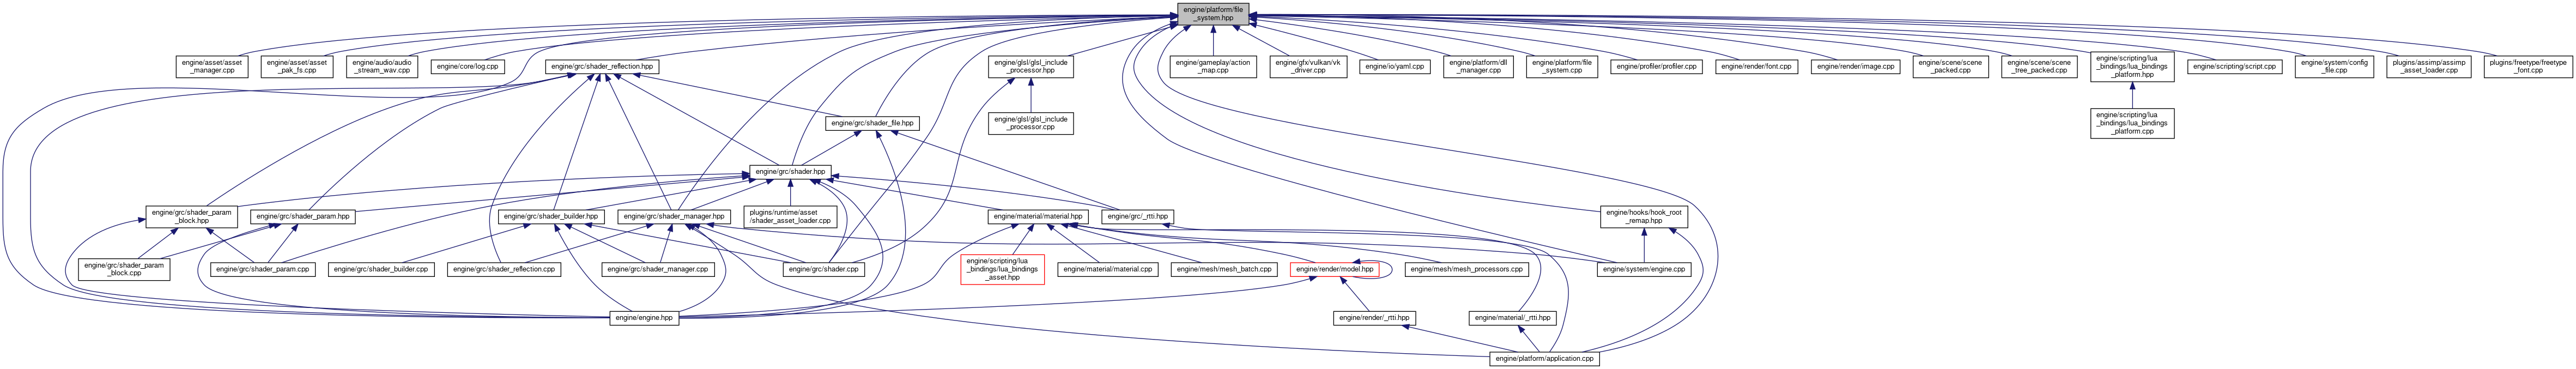 engine/platform/file
_system.hpp
engine/asset/asset
_manager.cpp
engine/asset/asset
_pak_fs.cpp
engine/audio/audio
_stream_wav.cpp
engine/core/log.cpp
engine/grc/shader_reflection.hpp
engine/glsl/glsl_include
_processor.hpp
engine/gameplay/action
_map.cpp
engine/gfx/vulkan/vk
_driver.cpp
engine/io/yaml.cpp
engine/platform/dll
_manager.cpp
engine/platform/file
_system.cpp
engine/profiler/profiler.cpp
engine/render/font.cpp
engine/render/image.cpp
engine/scene/scene
_packed.cpp
engine/scene/scene
_tree_packed.cpp
engine/scripting/lua
_bindings/lua_bindings
_platform.hpp
engine/scripting/script.cpp
engine/system/config
_file.cpp
plugins/assimp/assimp
_asset_loader.cpp
plugins/freetype/freetype
_font.cpp
engine/grc/shader_file.hpp
engine/glsl/glsl_include
_processor.cpp
engine/scripting/lua
_bindings/lua_bindings
_platform.cpp
engine/grc/shader.hpp
engine/grc/shader_param
_block.hpp
engine/grc/shader_param.hpp
engine/grc/shader_builder.hpp
engine/grc/shader_manager.hpp
plugins/runtime/asset
/shader_asset_loader.cpp
engine/material/material.hpp
engine/grc/_rtti.hpp
engine/hooks/hook_root
_remap.hpp
engine/grc/shader_param
_block.cpp
engine/grc/shader_param.cpp
engine/grc/shader_builder.cpp
engine/grc/shader_reflection.cpp
engine/grc/shader_manager.cpp
engine/grc/shader.cpp
engine/scripting/lua
_bindings/lua_bindings
_asset.hpp
engine/material/material.cpp
engine/mesh/mesh_batch.cpp
engine/render/model.hpp
engine/mesh/mesh_processors.cpp
engine/system/engine.cpp
engine/engine.hpp
engine/render/_rtti.hpp
engine/material/_rtti.hpp
engine/platform/application.cpp